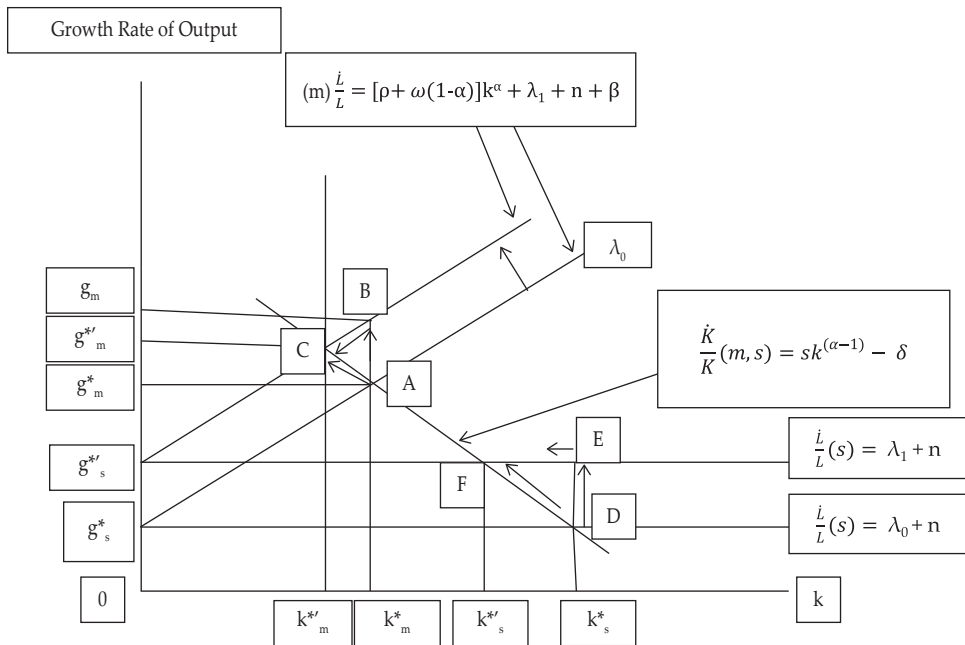 Growth Rate of Output
(m) L̇/L = [ρ+ ω(1-α)]k^α + λ₁ + n + β
λ₀
g_m
B
g*′_m
C
K̇/K (m, s) = sk^(α−1) − δ
g*_m
A
E
L̇/L (s) = λ₁ + n
g*′_s
F
D
L̇/L (s) = λ₀ + n
g*_s
0
k*′_m
k*_m
k*′_s
k*_s
k